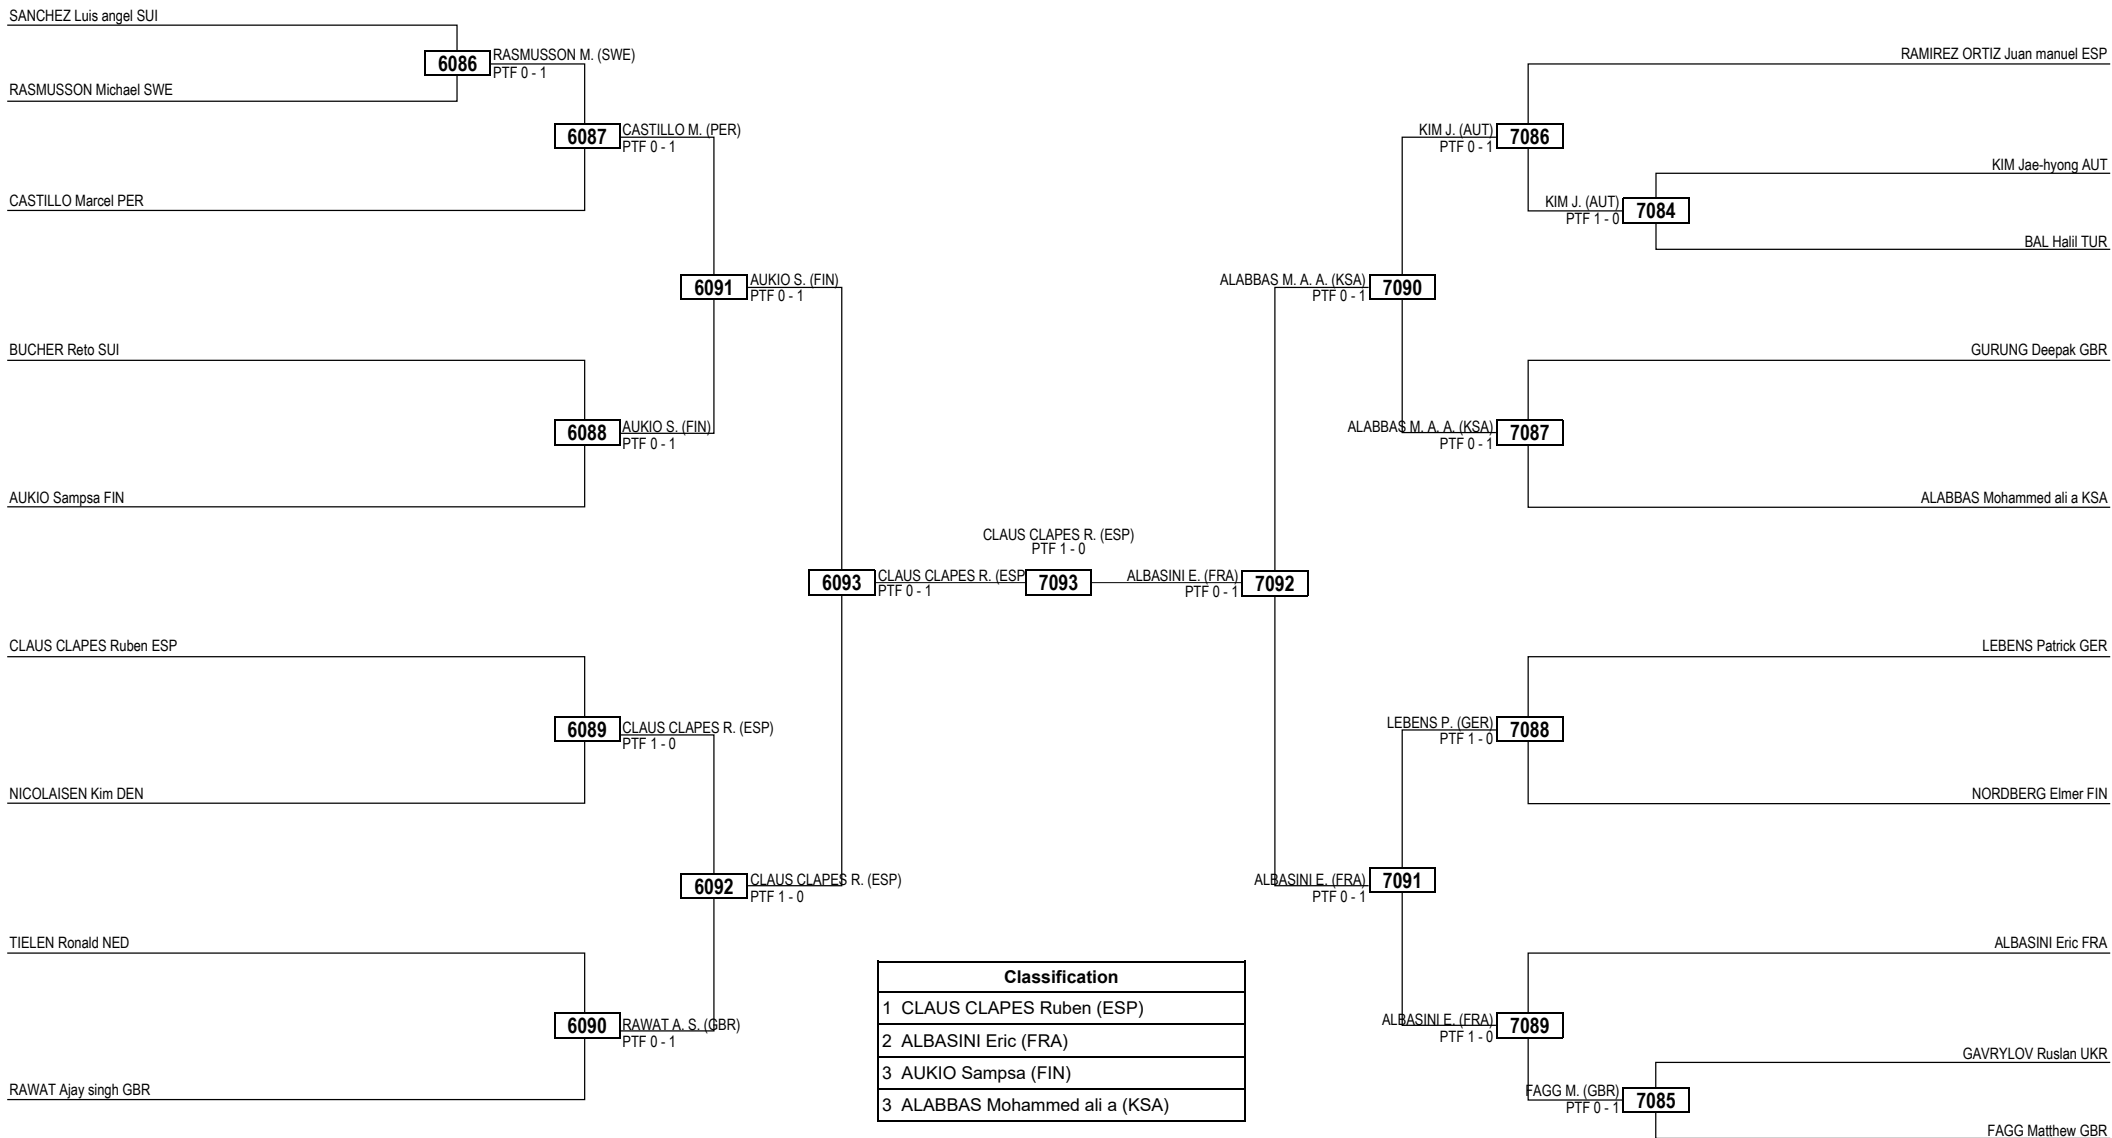 SANCHEZ Luis angel SUI
6086
RASMUSSON M. (SWE)
PTF 0 - 1
RASMUSSON Michael SWE
6087
CASTILLO M. (PER)
PTF 0 - 1
CASTILLO Marcel PER
6091
AUKIO S. (FIN)
PTF 0 - 1
BUCHER Reto SUI
6088
AUKIO S. (FIN)
PTF 0 - 1
AUKIO Sampsa FIN
6093
CLAUS CLAPES R. (ESP
PTF 0 - 1
CLAUS CLAPES Ruben ESP
6089
CLAUS CLAPES R. (ESP)
PTF 1 - 0
NICOLAISEN Kim DEN
6092
CLAUS CLAPES R. (ESP)
PTF 1 - 0
TIELEN Ronald NED
6090
RAWAT A. S. (GBR)
PTF 0 - 1
RAWAT Ajay singh GBR
CLAUS CLAPES R. (ESP)
PTF 1 - 0
7093
RAMIREZ ORTIZ Juan manuel ESP
KIM J. (AUT)
PTF 0 - 1
7086
KIM Jae-hyong AUT
KIM J. (AUT)
PTF 1 - 0
7084
BAL Halil TUR
ALABBAS M. A. A. (KSA)
PTF 0 - 1
7090
GURUNG Deepak GBR
ALABBAS M. A. A. (KSA)
PTF 0 - 1
7087
ALABBAS Mohammed ali a KSA
ALBASINI E. (FRA)
PTF 0 - 1
7092
LEBENS Patrick GER
LEBENS P. (GER)
PTF 1 - 0
7088
NORDBERG Elmer FIN
ALBASINI E. (FRA)
PTF 0 - 1
7091
ALBASINI Eric FRA
ALBASINI E. (FRA)
PTF 1 - 0
7089
GAVRYLOV Ruslan UKR
FAGG M. (GBR)
PTF 0 - 1
7085
FAGG Matthew GBR
Classification
1 CLAUS CLAPES Ruben (ESP)
2 ALBASINI Eric (FRA)
3 AUKIO Sampsa (FIN)
3 ALABBAS Mohammed ali a (KSA)